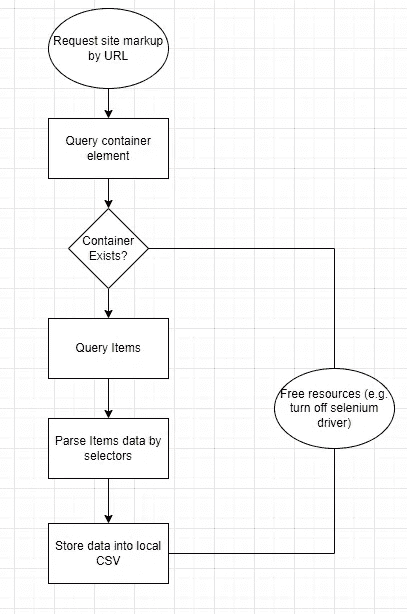 Request site markup
by URL
Query container
element
Container
Exists?
Query Items
Free resources (e.g.
turn off selenium
driver)
Parse Items data by
selectors
Store data into local
CSV